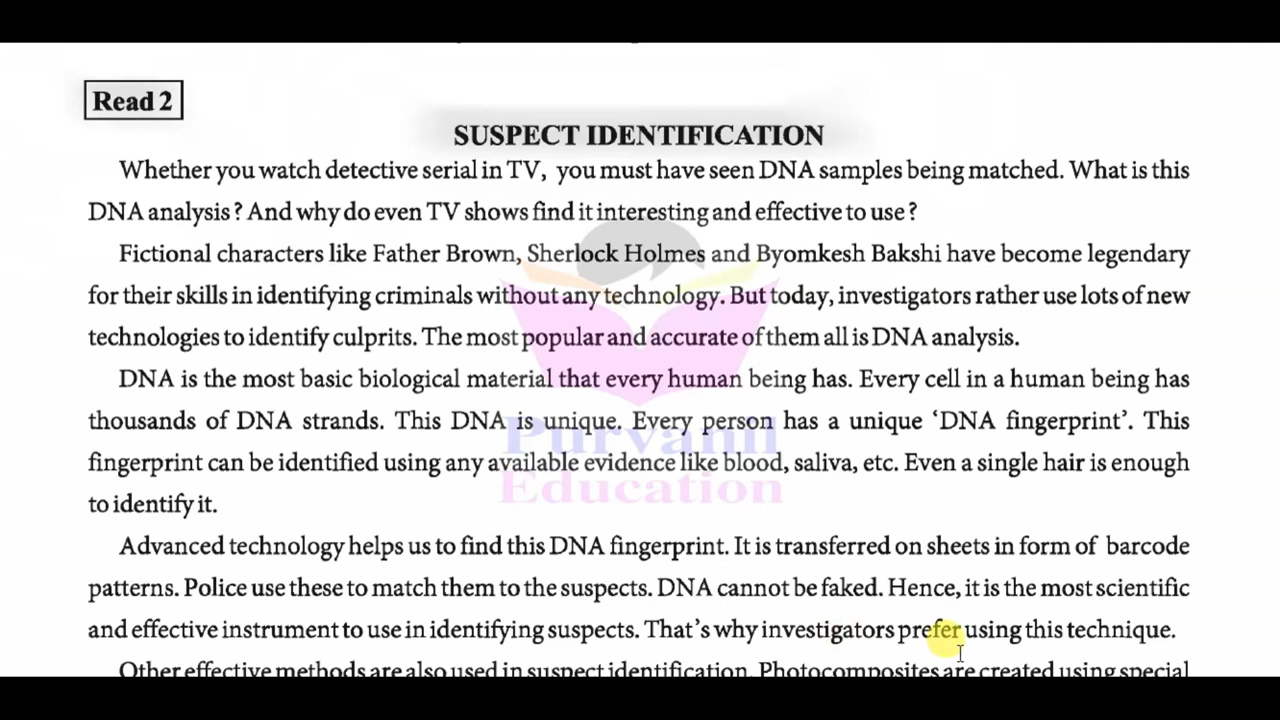 Read 2
SUSPECT IDENTIFICATION
Whether you watch detective serial in TV, you must have seen DNA samples being matched. What is this
DNA analysis? And why do even TV shows find it interesting and effective to use?
Fictional characters like Father Brown, Sherlock Holmes and Byomkesh Bakshi have become legendary
for their skills in identifying criminals without any technology. But today, investigators rather use lots of new
technologies to identify culprits. The most popular and accurate of them all is DNA analysis.
DNA is the most basic biological material that every human being has. Every cell in a human being has
thousands of DNA strands. This DNA is unique. Every person has a unique ‘DNA fingerprint’. This
fingerprint can be identified using any available evidence like blood, saliva, etc. Even a single hair is enough
to identify it.
Advanced technology helps us to find this DNA fingerprint. It is transferred on sheets in form of barcode
patterns. Police use these to match them to the suspects. DNA cannot be faked. Hence, it is the most scientific
and effective instrument to use in identifying suspects. That’s why investigators prefer using this technique.
Other effective methods are also used in suspect identification. Photocomposites are created using special
Purvanil
Education